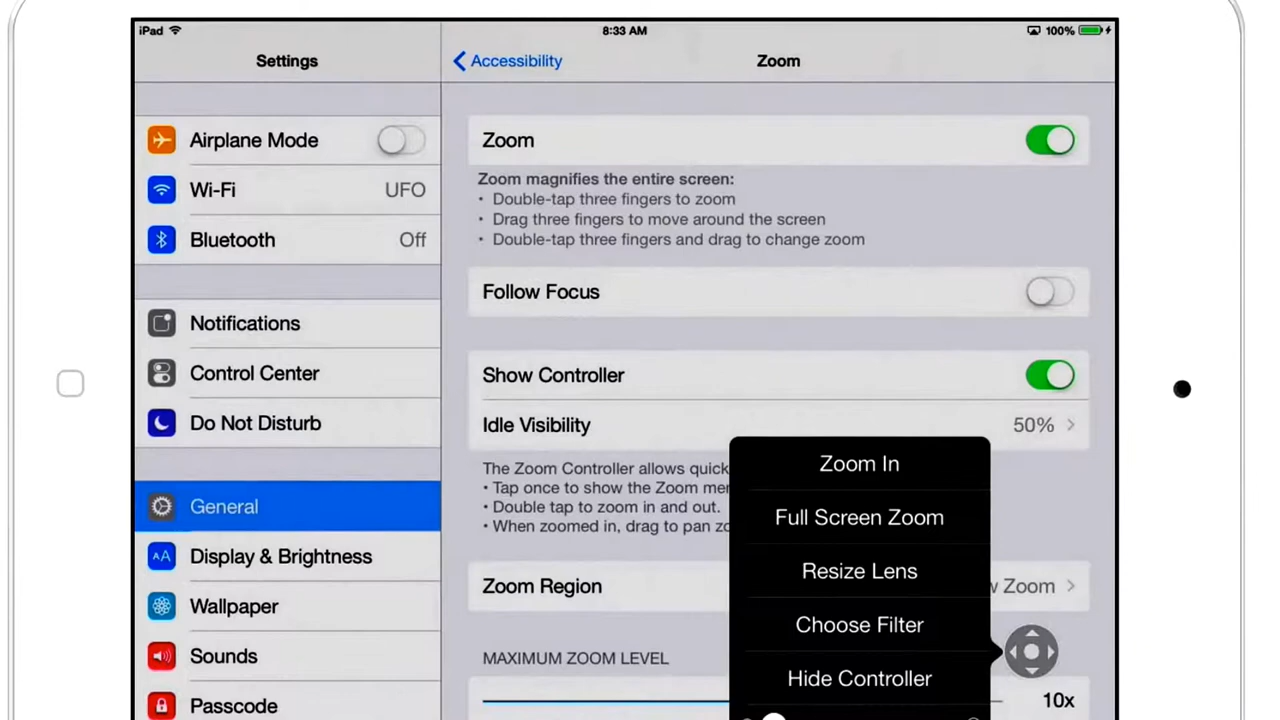 iPad
8:33 AM
100%
Settings
Accessibility
Zoom
Airplane Mode
Wi-Fi
UFO
Bluetooth
Off
Notifications
Control Center
Do Not Disturb
General
AA
Display & Brightness
Wallpaper
Sounds
Passcode
Zoom
Zoom magnifies the entire screen:
• Double-tap three fingers to zoom
• Drag three fingers to move around the screen
• Double-tap three fingers and drag to change zoom
Follow Focus
Show Controller
Idle Visibility
50%
The Zoom Controller allows quick
• Tap once to show the Zoom
• Double tap to zoom in and out.
• When zoomed in, drag to pan
Zoom Region
Zoom
MAXIMUM ZOOM LEVEL
10x
Zoom In
Full Screen Zoom
Resize Lens
Choose Filter
Hide Controller